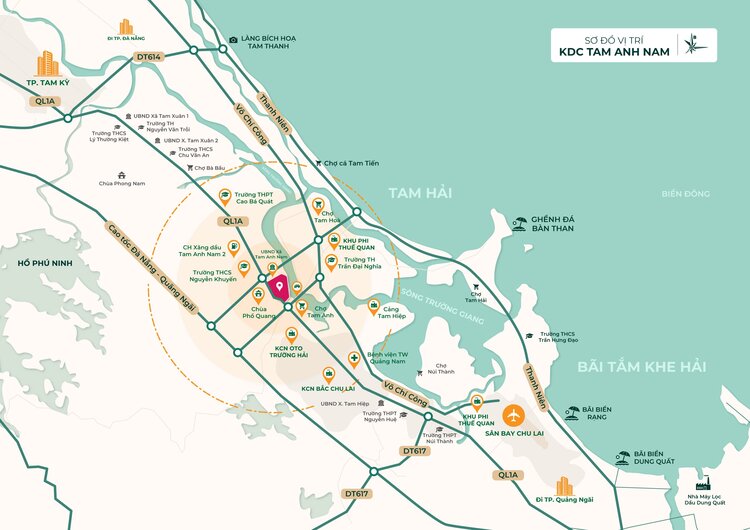 SƠ ĐỒ VỊ TRÍ
KDC TAM ANH NAM
ĐI TP. ĐÀ NẴNG
LÀNG BÍCH HỌA
TAM THANH
DT614
TP. TAM KỲ
QL1A
Thanh Niên
Võ Chí Công
UBND Xã Tam Xuân 1
Trường TH
Nguyễn Văn Trỗi
Trường THCS
Lý Thường Kiệt
UBND X. Tam Xuân 2
Trường THCS
Chu Văn An
Chợ Bà Bầu
Chợ cá Tam Tiến
Chùa Phong Nam
TAM HẢI
BIỂN ĐÔNG
Trường THPT
Cao Bá Quát
Chợ
Tam Hoà
GHỀNH ĐÁ
BÀN THAN
QL1A
CH Xăng dầu
Tam Anh Nam 2
UBND Xã
Tam Anh Nam
KHU PHI
THUẾ QUAN
Cao tốc Đà Nẵng - Quảng Ngãi
HỒ PHÚ NINH
Trường THCS
Nguyễn Khuyến
Trường TH
Trần Đại Nghĩa
Chợ
Tam Hải
SÔNG TRƯỜNG GIANG
Chùa
Phổ Quang
Chợ
Tam Anh
Cảng
Tam Hiệp
KCN OTO
TRƯỜNG HẢI
Trường THCS
Trần Hưng Đạo
Bệnh viện TW
Quảng Nam
Chợ
Núi Thành
BÃI TẮM KHE HẢI
KCN BẮC CHU LAI
Võ Chí Công
Thanh Niên
UBND X. Tam Hiệp
KHU PHI
THUẾ QUAN
BÃI BIỂN
RẠNG
Trường THPT
Nguyễn Huệ
Trường THPT
Núi Thành
SÂN BAY CHU LAI
DT617
BÃI BIỂN
DUNG QUẤT
QL1A
DT617
Đi TP. Quảng Ngãi
Nhà Máy Lọc
Dầu Dung Quất